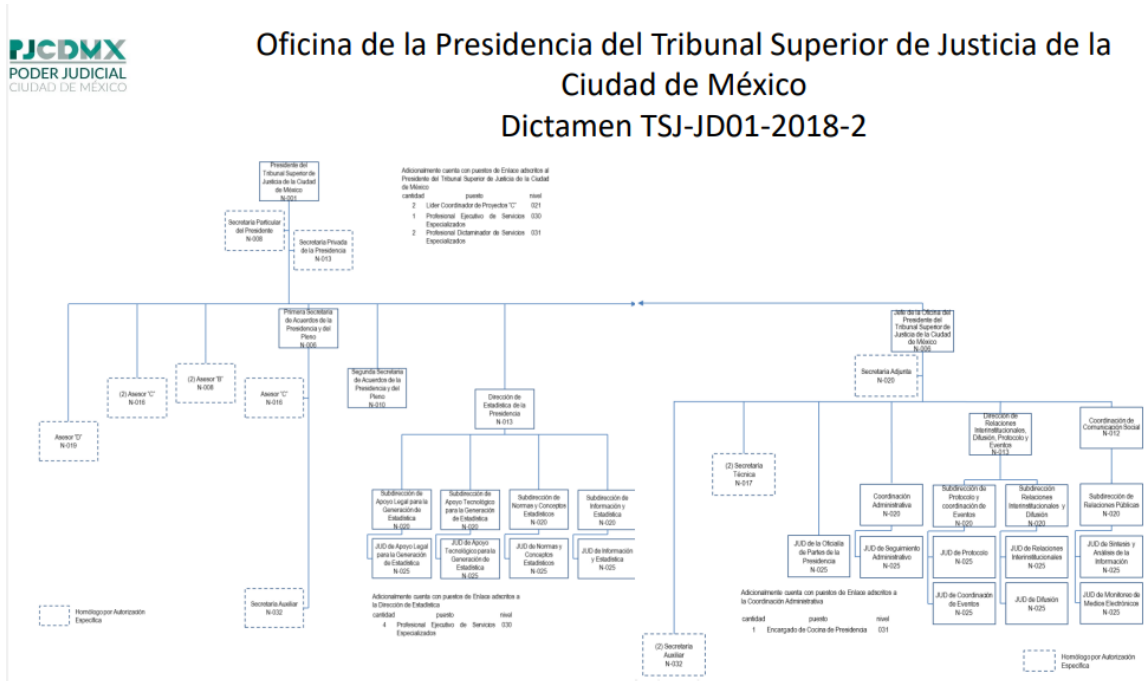 PJCDMX
PODER JUDICIAL
CIUDAD DE MÉXICO
Oficina de la Presidencia del Tribunal Superior de Justicia de la
Ciudad de México
Dictamen TSJ-JD01-2018-2
Presidente del
Tribunal Superior de
Justicia de la Ciudad
de México
N-001
Adicionalmente cuenta con puestos de Enlace adscritos al
Presidente del Tribunal Superior de Justicia de la Ciudad
de México
cantidad puesto nivel
2 Líder Coordinador de Proyectos "C" 021
1 Profesional Ejecutivo de Servicios 030
Especializados
2 Profesional Dictaminador de Servicios 031
Especializados
Secretaria Particular
del Presidente
N-008
Secretaria Privada
de la Presidencia
N-013
Primera Secretaria
de Acuerdos de la
Presidencia y del
Pleno
N-006
Jefe de la Oficina del
Presidente del
Tribunal Superior de
Justicia de la Ciudad
de México
N-006
Secretaria Adjunta
N-020
(2) Asesor "C"
N-016
(2) Asesor "B"
N-008
Asesor "C"
N-016
Segunda Secretaria
de Acuerdos de la
Presidencia y del
Pleno
N-010
Dirección de
Estadística de la
Presidencia
N-013
Asesor "D"
N-019
Dirección de
Relaciones
Interinstitucionales,
Difusión, Protocolo y
Eventos
N-013
Coordinación de
Comunicación Social
N-012
(2) Secretaria
Técnica
N-017
Subdirección de
Apoyo Legal para la
Generación de
Estadística
N-020
Subdirección de
Apoyo Tecnológico
para la Generación
de Estadística
N-020
Subdirección de
Normas y Conceptos
Estadísticos
N-020
Subdirección de
Información y
Estadística
N-020
Coordinación
Administrativa
N-020
Subdirección de
Protocolo y
coordinación de
Eventos
N-020
Subdirección
Relaciones
Interinstitucionales y
Difusión
N-020
Subdirección de
Relaciones Públicas
N-020
JUD de Apoyo Legal
para la Generación
de Estadística
N-025
JUD de Apoyo
Tecnológico para la
Generación de
Estadística
N-025
JUD de Normas y
Conceptos
Estadísticos
N-025
JUD de Información
y Estadística
N-025
JUD de la Oficialía
de Partes de la
Presidencia
N-025
JUD de Seguimiento
Administrativo
N-025
JUD de Protocolo
N-025
JUD de Relaciones
Interinstitucionales
N-025
JUD de Síntesis y
Análisis de la
Información
N-025
JUD de Coordinación
de Eventos
N-025
JUD de Difusión
N-025
JUD de Monitoreo de
Medios Electrónicos
N-025
Adicionalmente cuenta con puestos de Enlace adscritos a
la Dirección de Estadística
cantidad puesto nivel
4 Profesional Ejecutivo de Servicios 030
Especializados
Adicionalmente cuenta con puestos de Enlace adscritos a
la Coordinación Administrativa
cantidad puesto nivel
1 Encargado de Cocina de Presidencia 031
Secretaria Auxiliar
N-032
(2) Secretaria
Auxiliar
N-032
Homólogo por Autorización
Específica
Homólogo por Autorización
Específica